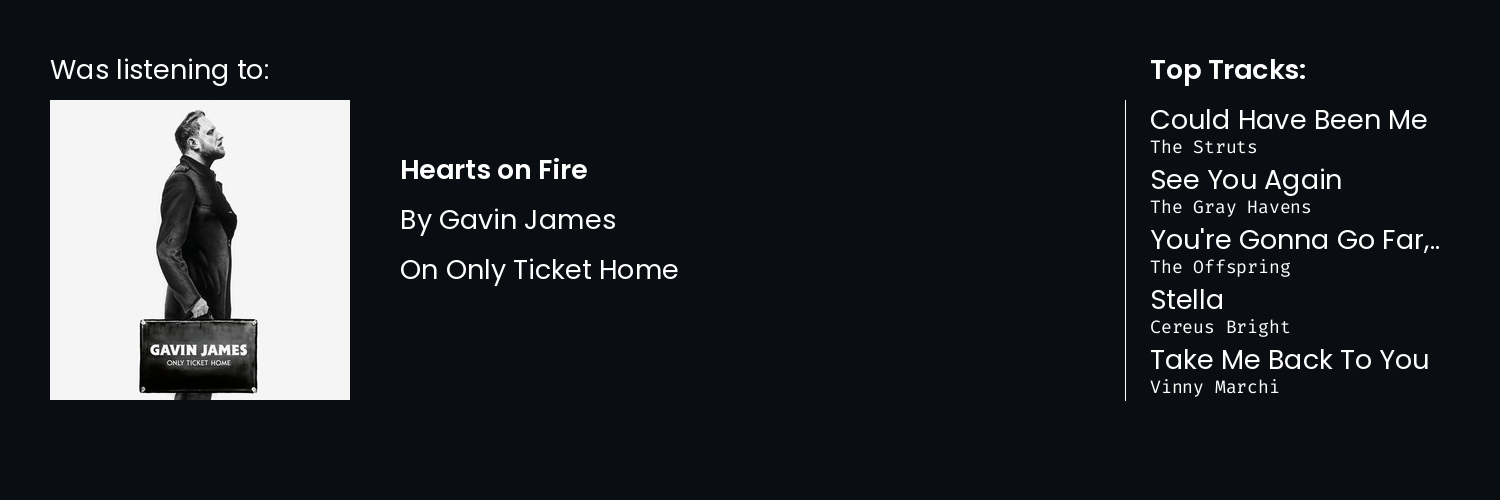 Was listening to:
GAVIN JAMES
ONLY TICKET HOME
Hearts on Fire
By Gavin James
On Only Ticket Home
Top Tracks:
Could Have Been Me
The Struts
See You Again
The Gray Havens
You're Gonna Go Far,..
The Offspring
Stella
Cereus Bright
Take Me Back To You
Vinny Marchi